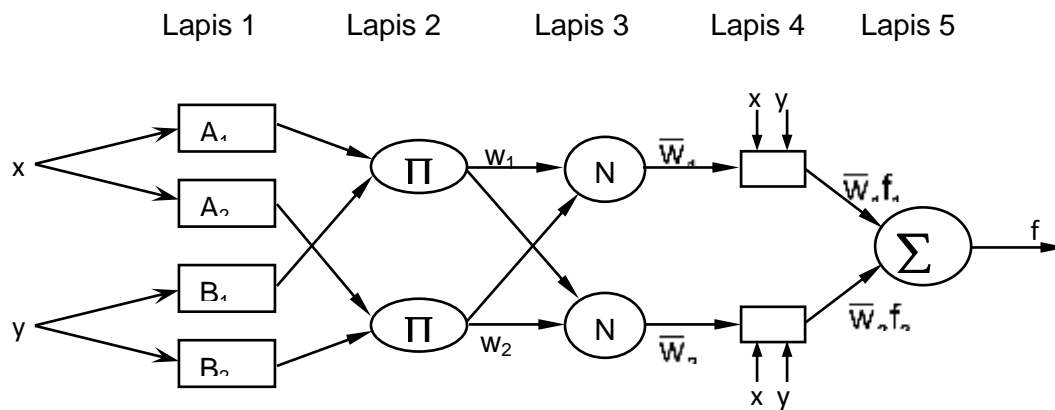 Lapis 1 Lapis 2 Lapis 3 Lapis 4 Lapis 5
x y
A₁
w₁ w̅₁
x Π N
A₂ w̅₁f₁
f
Σ
B₁
y Π N w̅₂f₂
w₂ w̅₂
B₂
x y